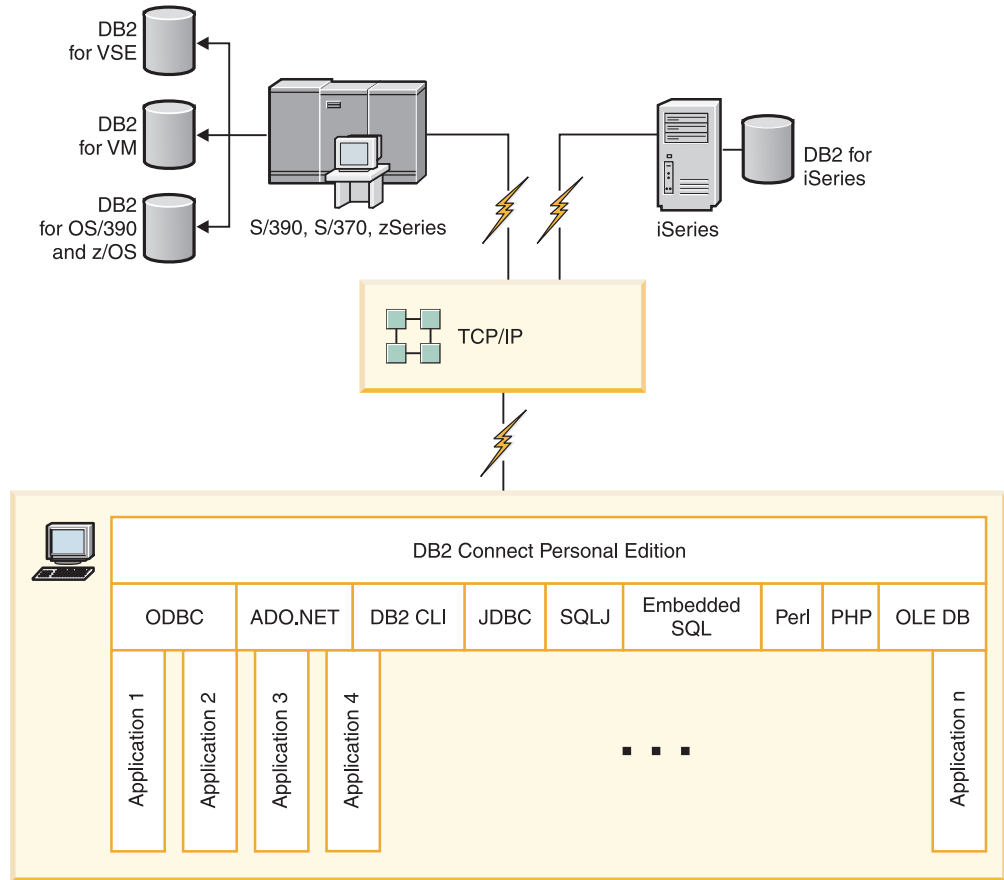 DB2
for VSE
DB2
for VM
DB2
for OS/390
and z/OS
S/390, S/370, zSeries
iSeries
DB2 for
iSeries
TCP/IP
DB2 Connect Personal Edition
ODBC
ADO.NET
DB2 CLI
JDBC
SQLJ
Embedded
SQL
Perl
PHP
OLE DB
Application 1
Application 2
Application 3
Application 4
Application n